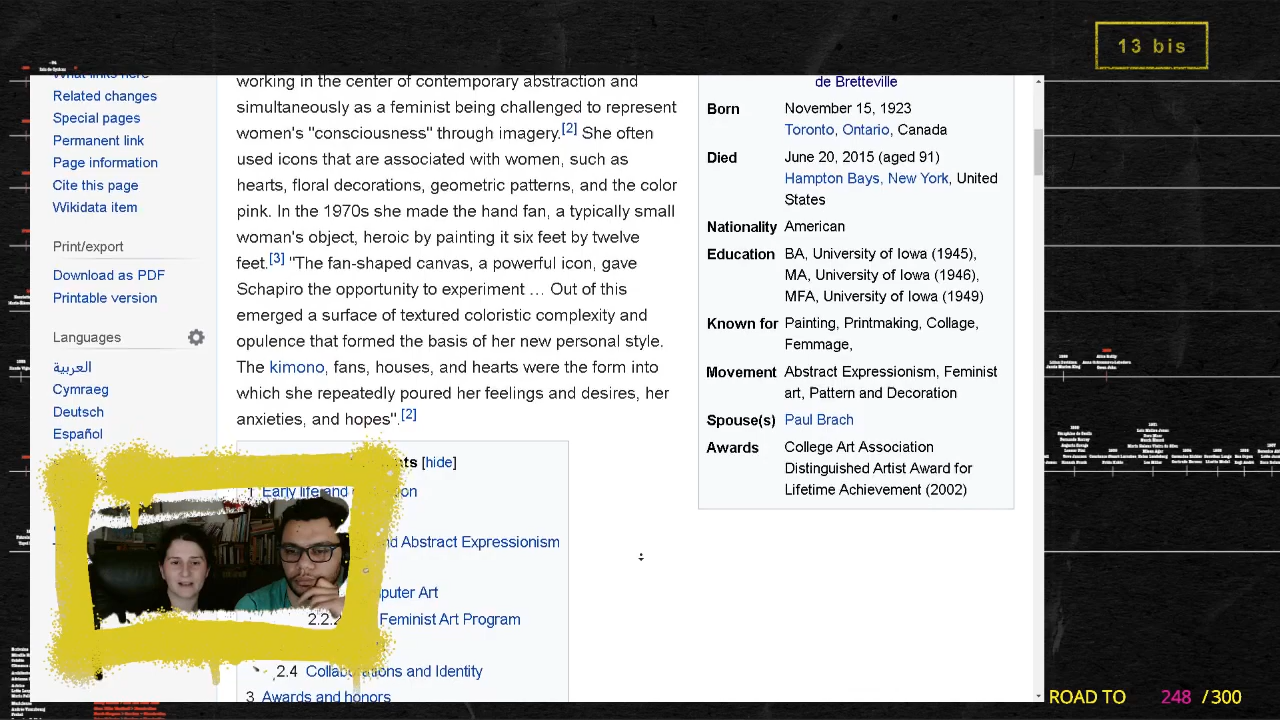 13 bis
What links here
Related changes
Special pages
Permanent link
Page information
Cite this page
Wikidata item
Print/export
Download as PDF
Printable version
Languages
العربية
Cymraeg
Deutsch
Español
working in the center of contemporary abstraction and
simultaneously as a feminist being challenged to represent
women's "consciousness" through imagery.[2] She often
used icons that are associated with women, such as
hearts, floral decorations, geometric patterns, and the color
pink. In the 1970s she made the hand fan, a typically small
woman's object, heroic by painting it six feet by twelve
feet.[3] "The fan-shaped canvas, a powerful icon, gave
Schapiro the opportunity to experiment … Out of this
emerged a surface of textured coloristic complexity and
opulence that formed the basis of her new personal style.
The kimono, fans, houses, and hearts were the form into
which she repeatedly poured her feelings and desires, her
anxieties, and hopes".[2]
[hide]
1 Early life and
nd Abstract Expressionism
puter Art
2.2.2 Feminist Art Program
2.4 Collaborations and Identity
3 Awards and honors
de Bretteville
Born November 15, 1923
Toronto, Ontario, Canada
Died June 20, 2015 (aged 91)
Hampton Bays, New York, United
States
Nationality American
Education BA, University of Iowa (1945),
MA, University of Iowa (1946),
MFA, University of Iowa (1949)
Known for Painting, Printmaking, Collage,
Femmage,
Movement Abstract Expressionism, Feminist
art, Pattern and Decoration
Spouse(s) Paul Brach
Awards College Art Association
Distinguished Artist Award for
Lifetime Achievement (2002)
ROAD TO 248 / 300